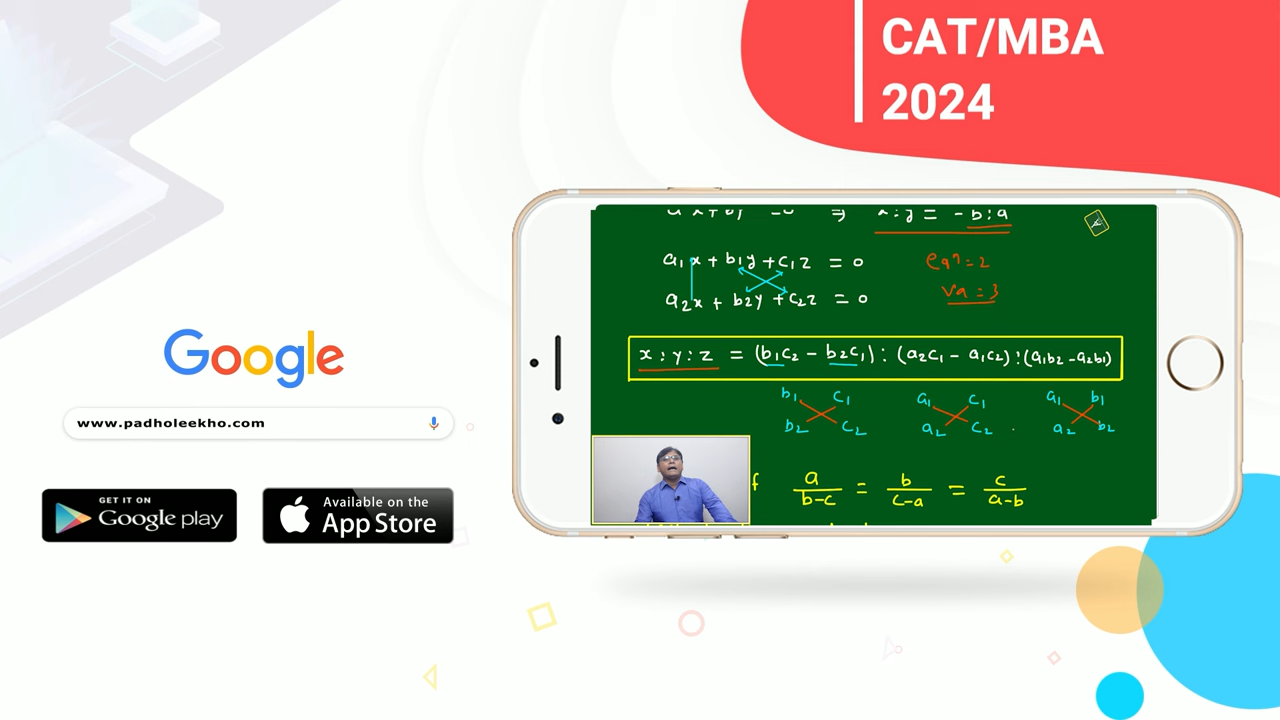 CAT/MBA
2024
x : y = - b : a
a₁x + b₁y + c₁z = 0
eqⁿ = 2
a₂x + b₂y + c₂z = 0
Va = 3
x : y : z = (b₁c₂ - b₂c₁) : (a₂c₁ - a₁c₂) : (a₁b₂ - a₂b₁)
b₁ c₁ a₁ c₁ a₁ b₁
b₂ c₂ a₂ c₂ a₂ b₂
f a/b-c = b/c-a = c/a-b
Google
www.padholeekho.com
GET IT ON
Google play
Available on the
App Store